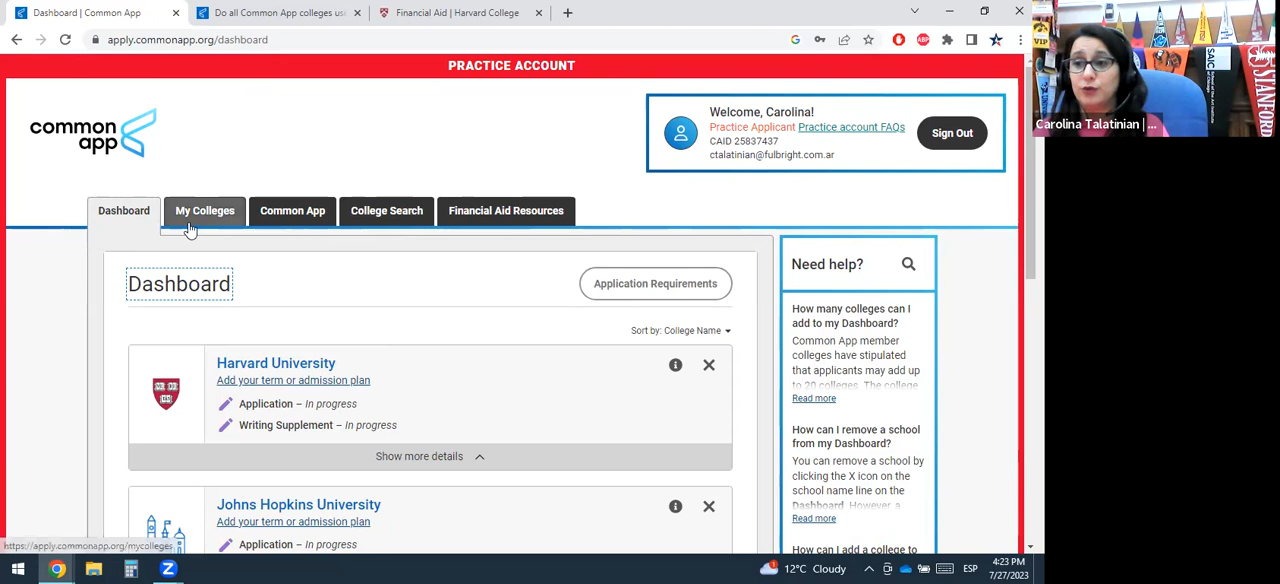 Dashboard | Common App
Do all Common App colleges use
Financial Aid | Harvard College
apply.commonapp.org/dashboard
PRACTICE ACCOUNT
common
app
Welcome, Carolina!
Practice Applicant Practice account FAQs
CAID 25837437
ctalatinian@fulbright.com.ar
Sign Out
Dashboard
My Colleges
Common App
College Search
Financial Aid Resources
Dashboard
Application Requirements
Sort by: College Name
Harvard University
Add your term or admission plan
Application – In progress
Writing Supplement – In progress
Show more details
Johns Hopkins University
Add your term or admission plan
Application – In progress
Need help?
How many colleges can I
add to my Dashboard?
Common App member
colleges have stipulated
that applicants may add up
to 20 colleges. The college
Read more
How can I remove a school
from my Dashboard?
You can remove a school by
clicking the X icon on the
school name line on the
Dashboard. However, a
Read more
How can I add a college to
https://apply.commonapp.org/mycolleges
VIP
SAIC
STANFORD
Carolina Talatinian | ...
12°C Cloudy
ESP
4:23 PM
7/27/2023